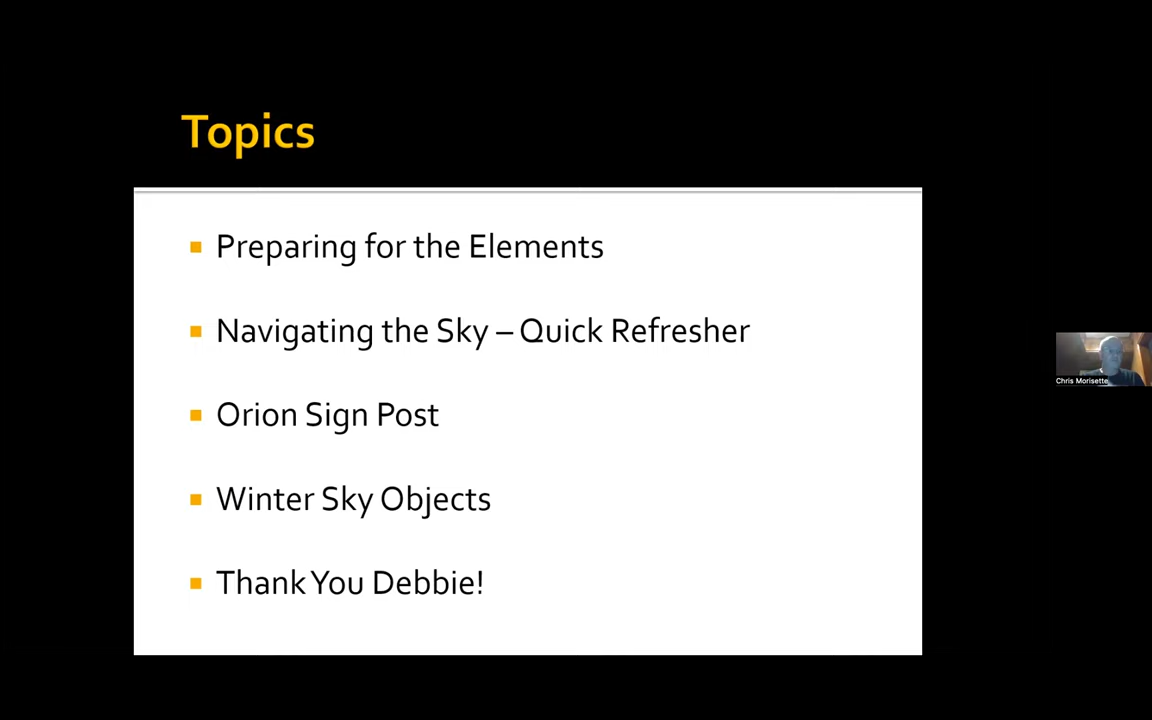 Topics
Preparing for the Elements
Navigating the Sky – Quick Refresher
Orion Sign Post
Winter Sky Objects
Thank You Debbie!
Chris Morisette